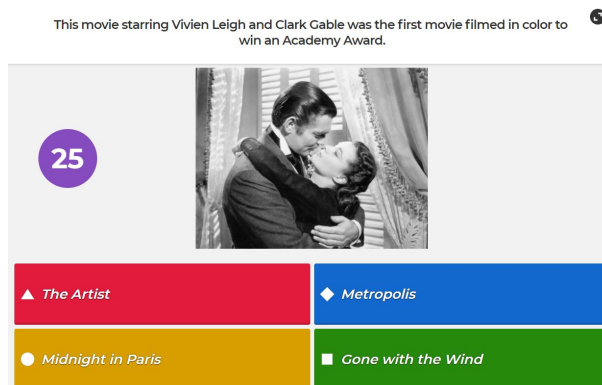 This movie starring Vivien Leigh and Clark Gable was the first movie filmed in color to
win an Academy Award.
25
The Artist
Metropolis
Midnight in Paris
Gone with the Wind